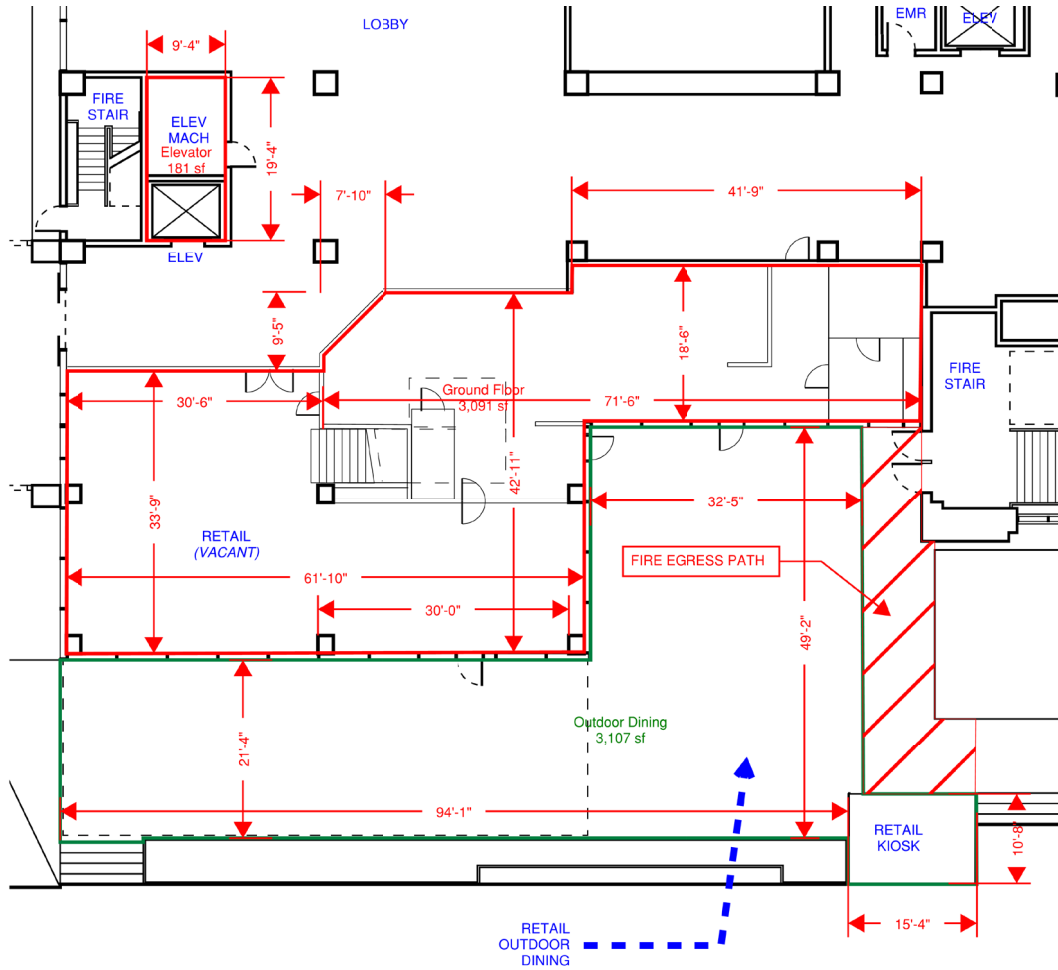 LOBBY
EMR
ELEV
9'-4"
FIRE
STAIR
ELEV
MACH
Elevator
181 sf
19'-4"
7'-10"
41'-9"
ELEV
9'-5"
18'-6"
FIRE
STAIR
Ground Floor
3,091 sf
30'-6"
71'-6"
42'-11"
33'-9"
32'-5"
RETAIL
(VACANT)
FIRE EGRESS PATH
61'-10"
30'-0"
49'-2"
Outdoor Dining
3,107 sf
21'-4"
94'-1"
RETAIL
KIOSK
10'-8"
15'-4"
RETAIL
OUTDOOR
DINING